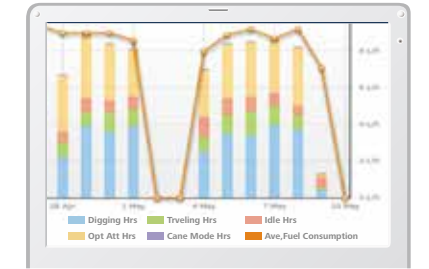 28 Apr 1 May 4 May 7 May 10 May
Digging Hrs Trveling Hrs Idle Hrs
Opt Att Hrs Cane Mode Hrs Ave,Fuel Consumption